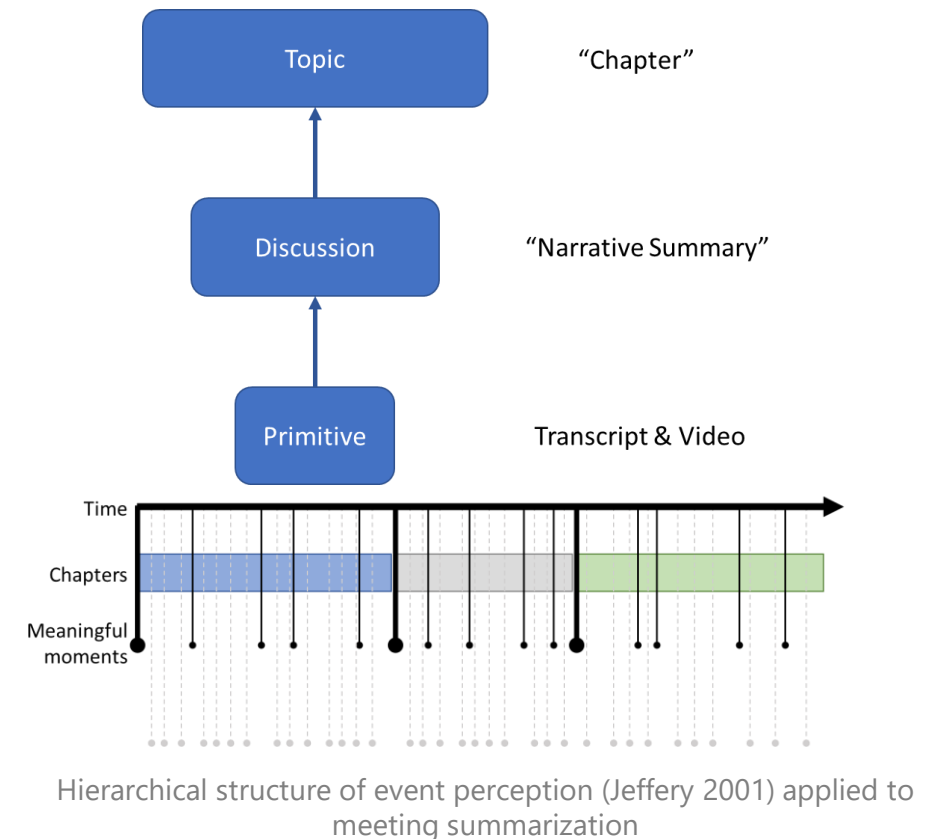 Topic
“Chapter”
Discussion
“Narrative Summary”
Primitive
Transcript & Video
Time
Chapters
Meaningful
moments
Hierarchical structure of event perception (Jeffery 2001) applied to
meeting summarization